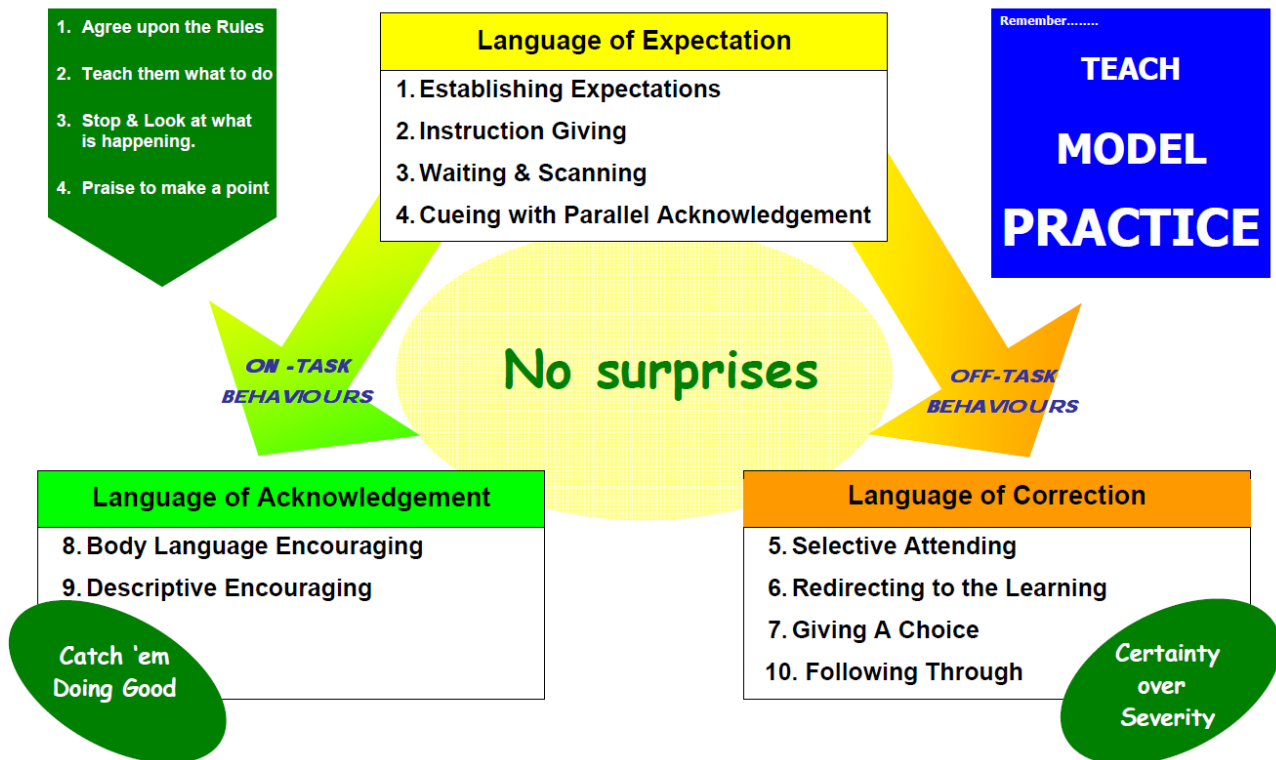 1. Agree upon the Rules
2. Teach them what to do
3. Stop & Look at what
is happening.
4. Praise to make a point
Language of Expectation
1. Establishing Expectations
2. Instruction Giving
3. Waiting & Scanning
4. Cueing with Parallel Acknowledgement
Remember........
TEACH
MODEL
PRACTICE
ON -TASK
BEHAVIOURS
No surprises
OFF-TASK
BEHAVIOURS
Language of Acknowledgement
8. Body Language Encouraging
9. Descriptive Encouraging
Catch 'em
Doing Good
Language of Correction
5. Selective Attending
6. Redirecting to the Learning
7. Giving A Choice
10. Following Through
Certainty
over
Severity